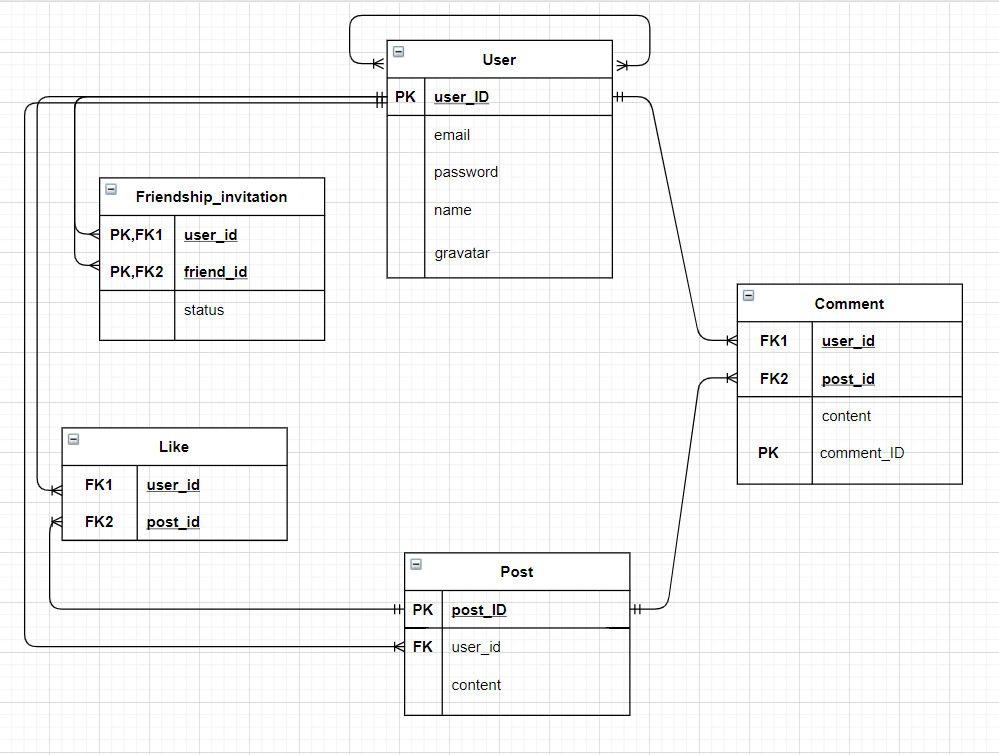 User
PK user_ID
email
password
name
gravatar
Friendship_invitation
PK,FK1 user_id
PK,FK2 friend_id
status
Comment
FK1 user_id
FK2 post_id
content
PK comment_ID
Like
FK1 user_id
FK2 post_id
Post
PK post_ID
FK user_id
content